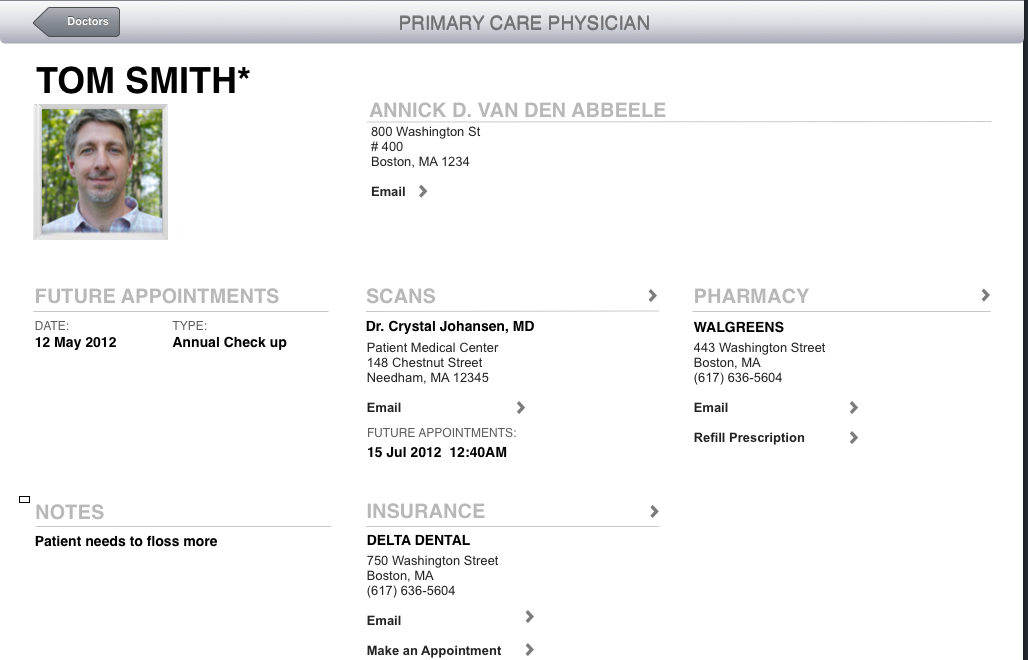 Doctors
PRIMARY CARE PHYSICIAN
TOM SMITH*
ANNICK D. VAN DEN ABBEELE
800 Washington St
# 400
Boston, MA 1234
Email
FUTURE APPOINTMENTS
DATE: TYPE:
12 May 2012 Annual Check up
SCANS
Dr. Crystal Johansen, MD
Patient Medical Center
148 Chestnut Street
Needham, MA 12345
Email
FUTURE APPOINTMENTS:
15 Jul 2012 12:40AM
PHARMACY
WALGREENS
443 Washington Street
Boston, MA
(617) 636-5604
Email
Refill Prescription
NOTES
Patient needs to floss more
INSURANCE
DELTA DENTAL
750 Washington Street
Boston, MA
(617) 636-5604
Email
Make an Appointment